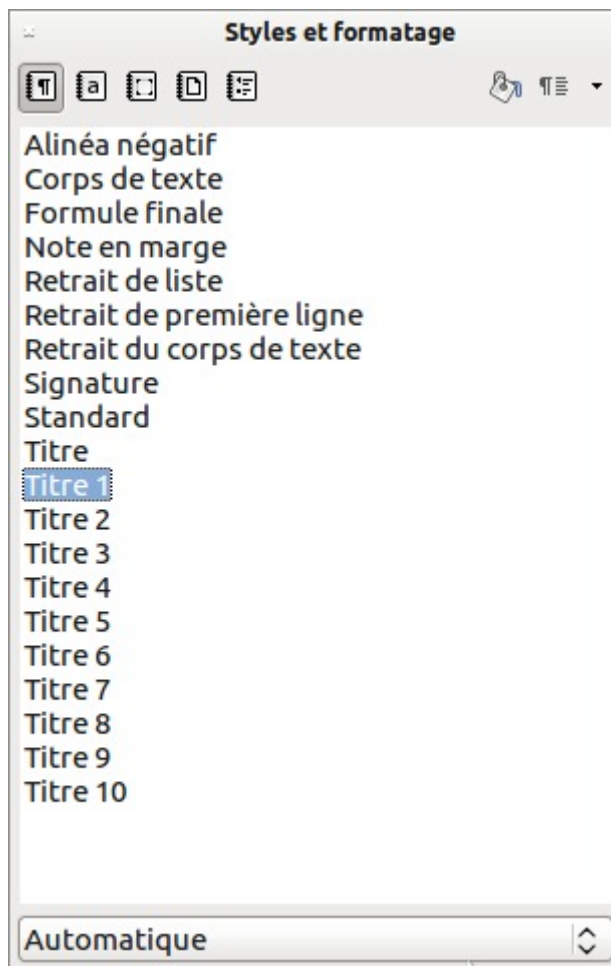 Styles et formatage
Alinéa négatif
Corps de texte
Formule finale
Note en marge
Retrait de liste
Retrait de première ligne
Retrait du corps de texte
Signature
Standard
Titre
Titre 1
Titre 2
Titre 3
Titre 4
Titre 5
Titre 6
Titre 7
Titre 8
Titre 9
Titre 10
Automatique